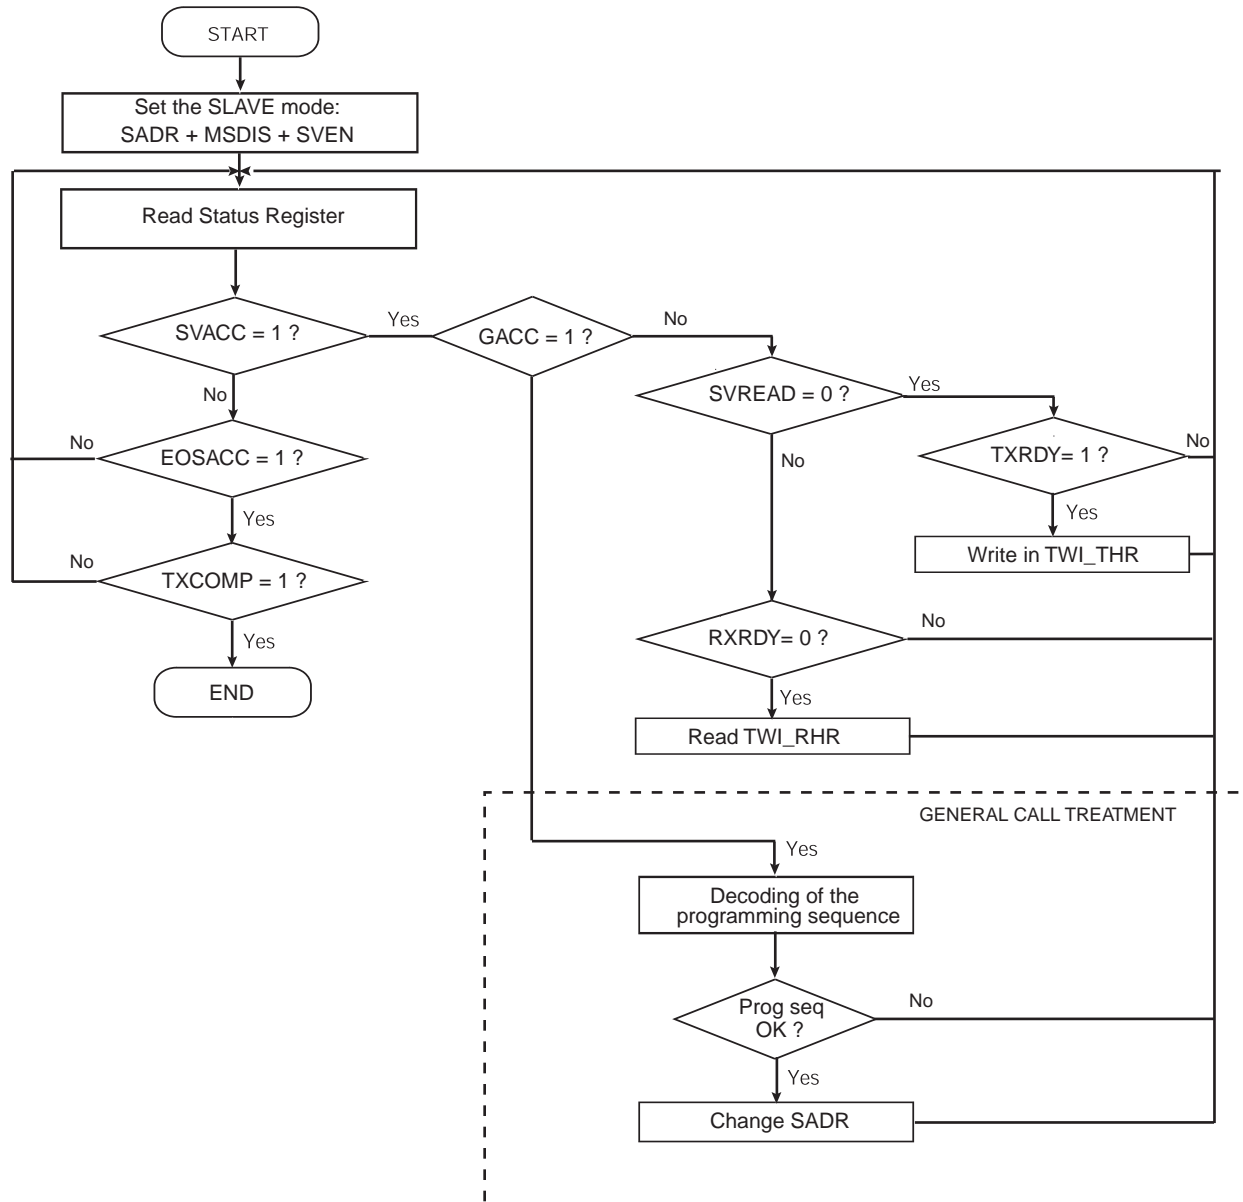 START
Set the SLAVE mode:
SADR + MSDIS + SVEN
Read Status Register
SVACC = 1 ?
Yes
GACC = 1 ?
No
SVREAD = 0 ?
Yes
No
EOSACC = 1 ?
No
No
TXRDY= 1 ?
No
Yes
Yes
Write in TWI_THR
No
TXCOMP = 1 ?
Yes
RXRDY= 0 ?
No
END
Yes
Read TWI_RHR
GENERAL CALL TREATMENT
Yes
Decoding of the
programming sequence
Prog seq
OK ?
No
Yes
Change SADR